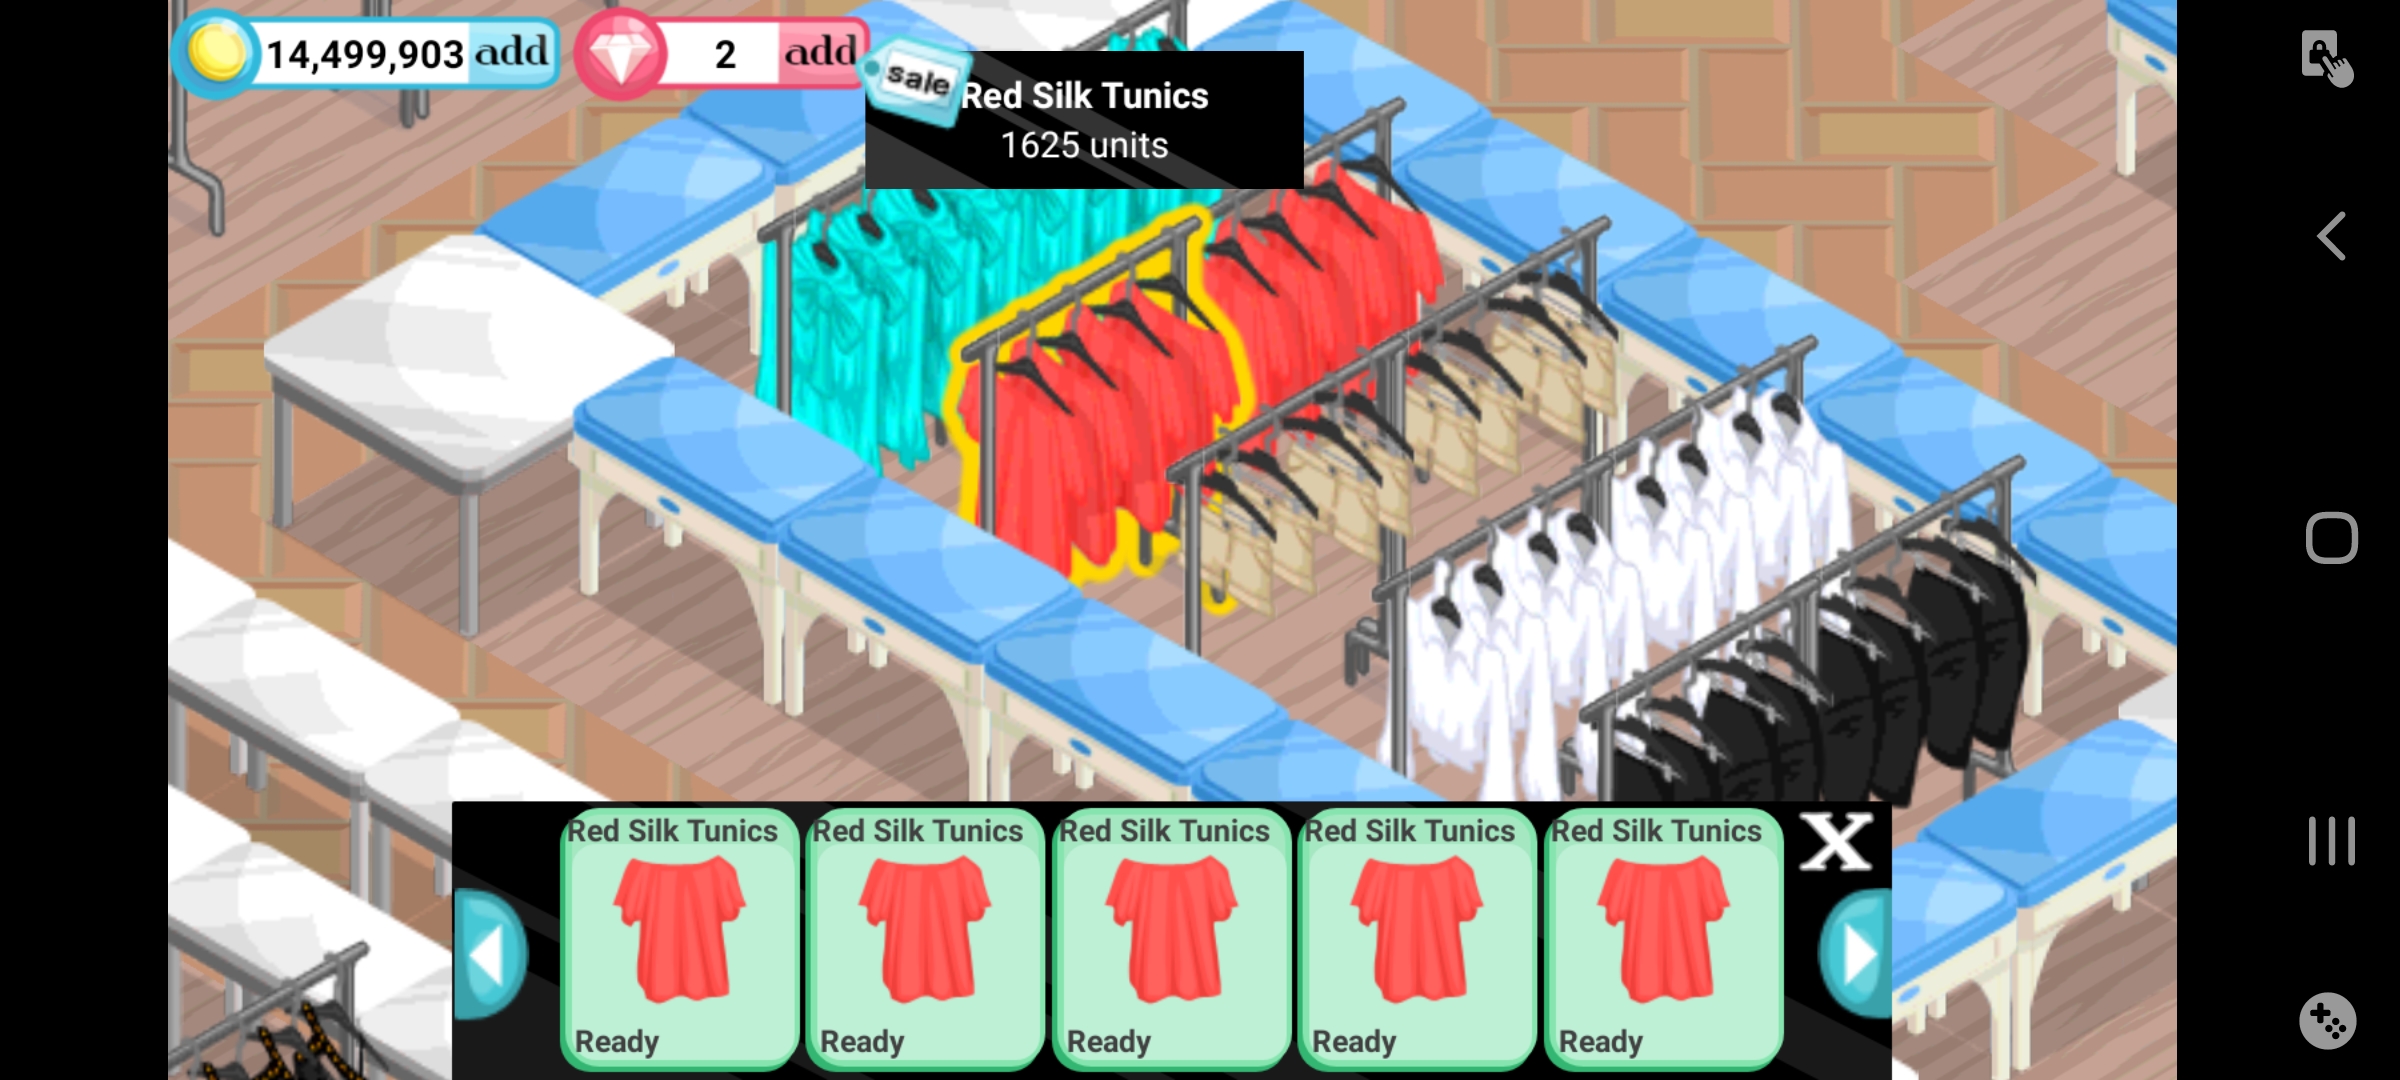 14,499,903 add
2 add
sale
Red Silk Tunics
1625 units
Red Silk Tunics
Ready
Red Silk Tunics
Ready
Red Silk Tunics
Ready
Red Silk Tunics
Ready
Red Silk Tunics
Ready
X